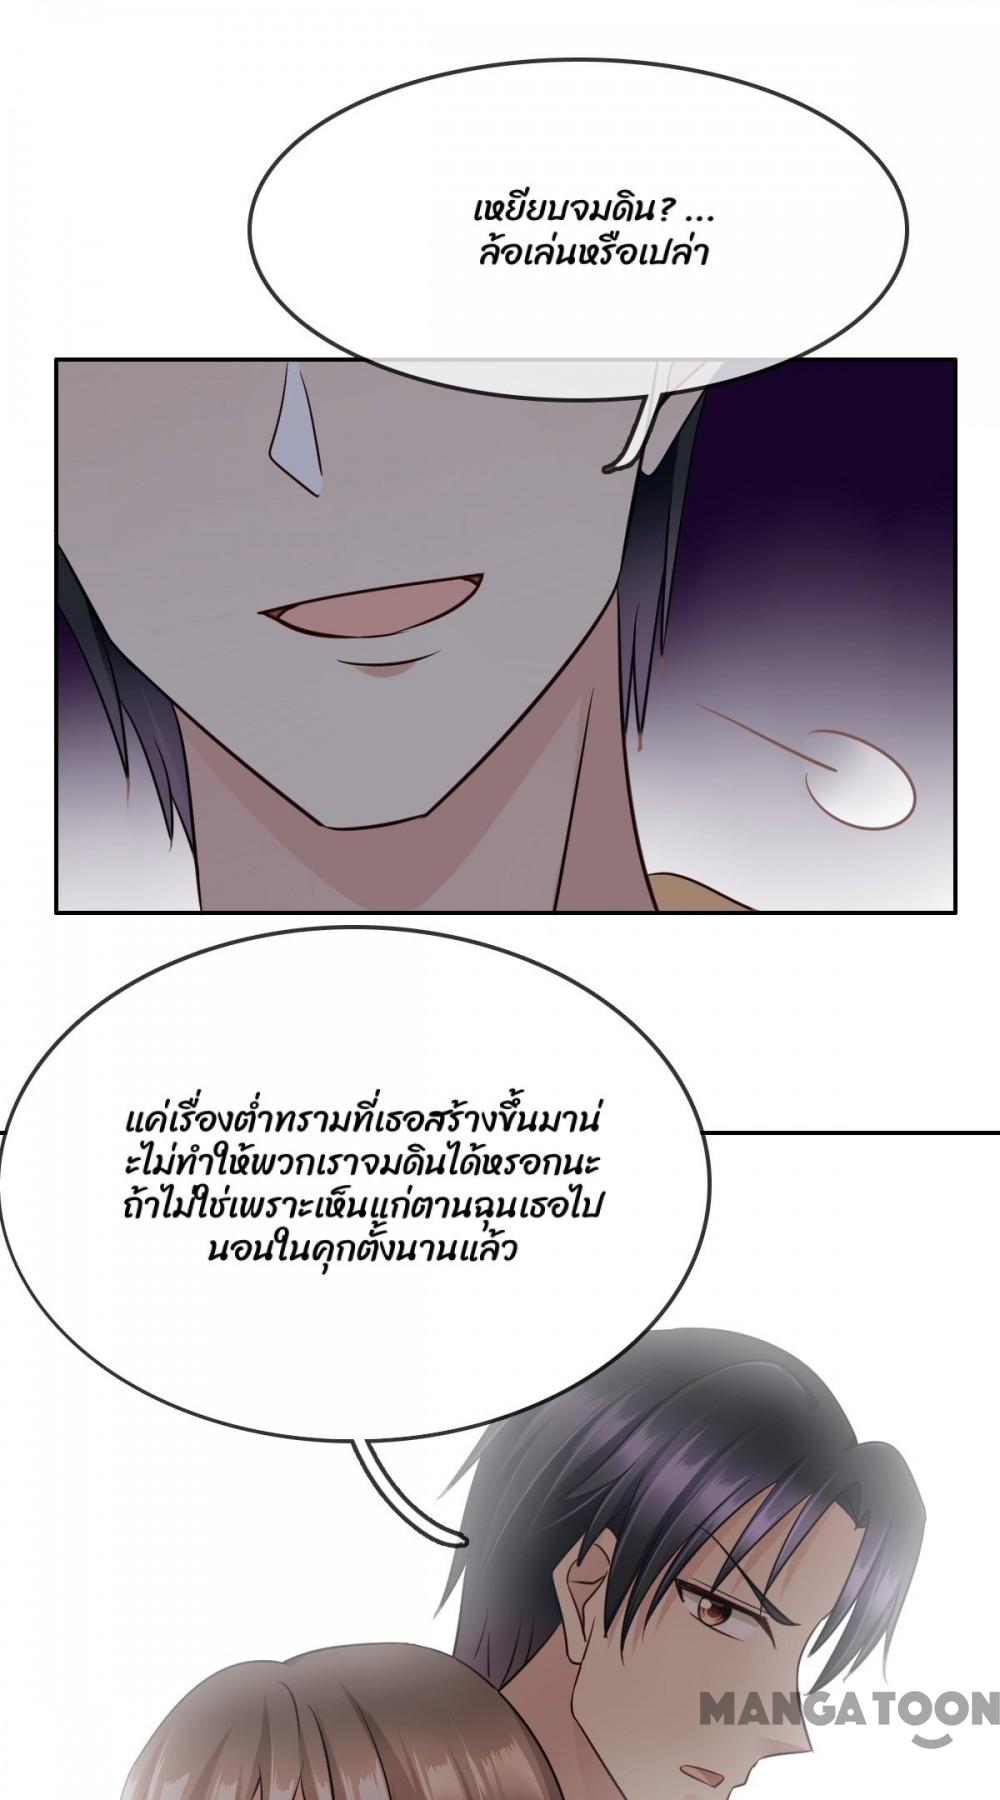 เหยียบจมดิน? ...
ล้อเล่นหรือเปล่า
แค่เรื่องต่ำทรามที่เธอสร้างขึ้นมาน่
ะไม่ทำให้พวกเราจมดินได้หรอกนะ
ถ้าไม่ใช่เพราะเห็นแก่ตานฉุนเธอไป
นอนในคุกตั้งนานแล้ว
MANGATOON